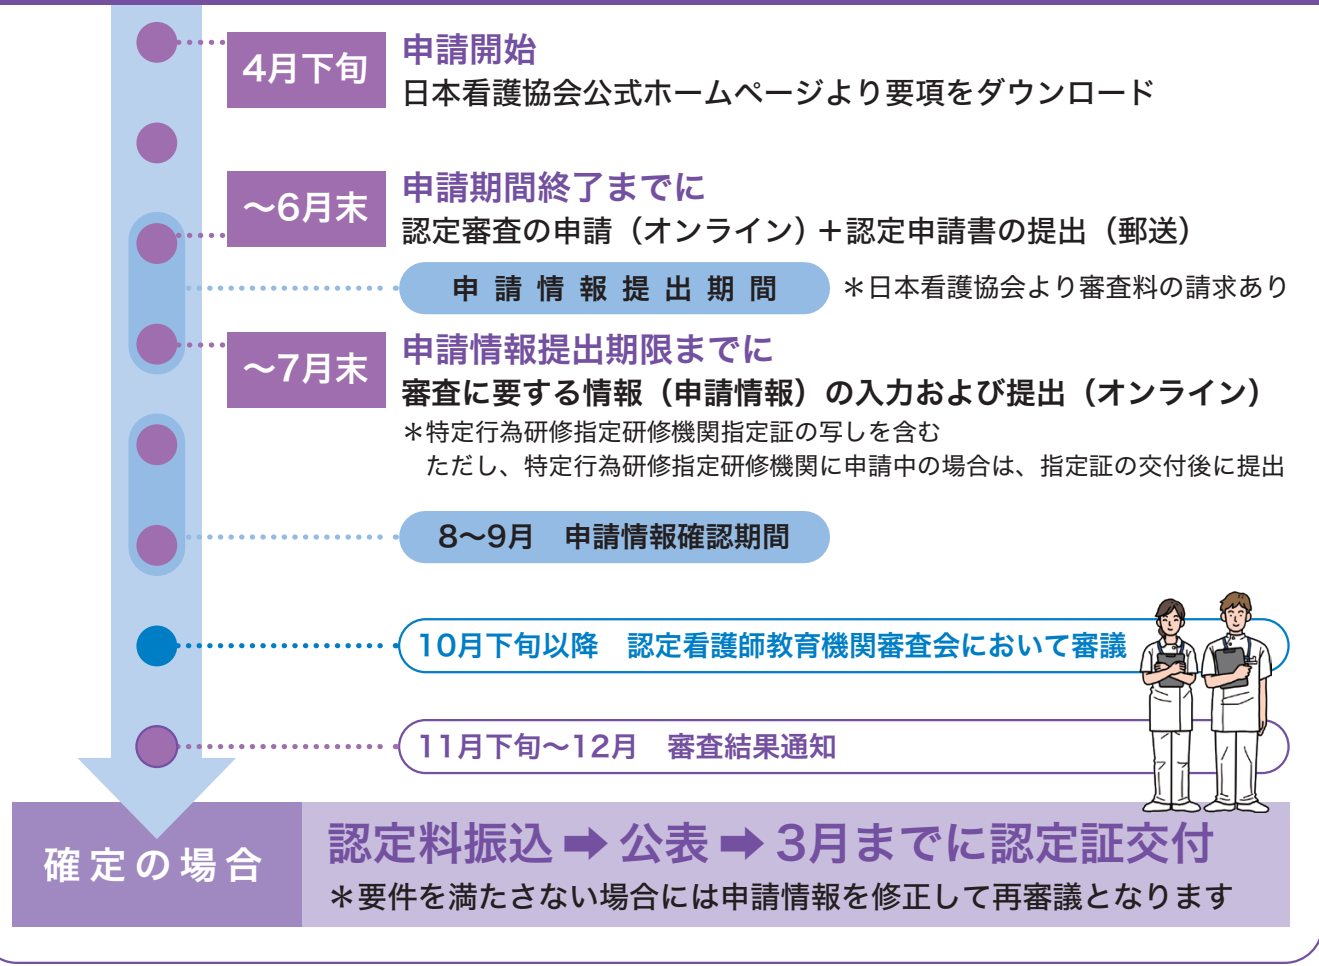 4月下旬
申請開始
日本看護協会公式ホームページより要項をダウンロード
～6月末
申請期間終了までに
認定審査の申請（オンライン）＋認定申請書の提出（郵送）
申請情報提出期間
＊日本看護協会より審査料の請求あり
～7月末
申請情報提出期限までに
審査に要する情報（申請情報）の入力および提出（オンライン）
＊特定行為研修指定研修機関指定証の写しを含む
ただし、特定行為研修指定研修機関に申請中の場合は、指定証の交付後に提出
8～9月　申請情報確認期間
10月下旬以降　認定看護師教育機関審査会において審議
11月下旬～12月　審査結果通知
確定の場合
認定料振込➡公表➡3月までに認定証交付
＊要件を満たさない場合には申請情報を修正して再審議となります